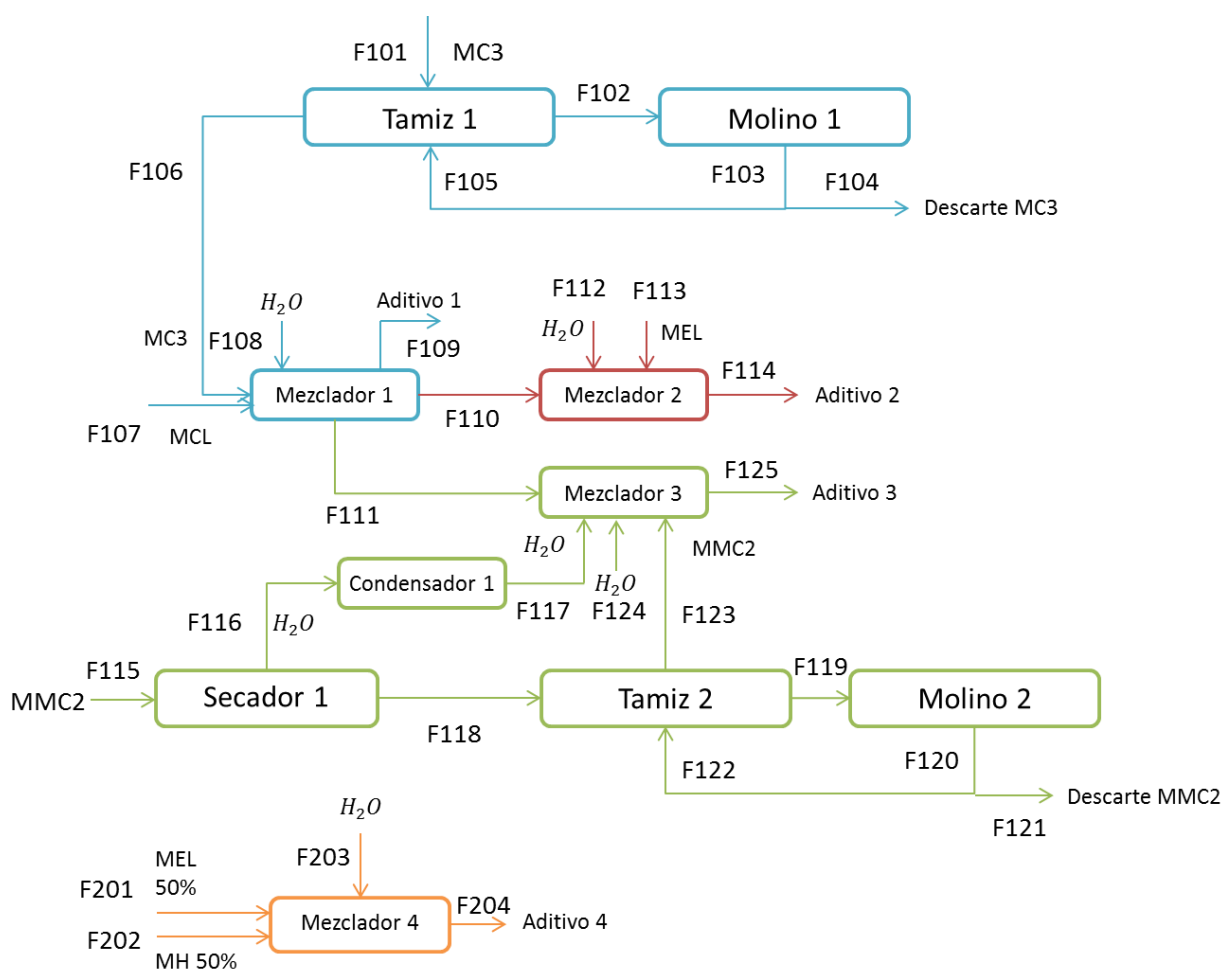 F101 MC3
Tamiz 1
F102
Molino 1
F106
F105
F103
F104
Descarte MC3
H₂O
Aditivo 1
F112
F113
MC3
F108
F109
H₂O
MEL
F114
Mezclador 1
Mezclador 2
Aditivo 2
F107
MCL
F110
F125
Mezclador 3
Aditivo 3
F111
H₂O
MMC2
Condensador 1
H₂O
F116
H₂O
F117
F124
F123
F115
F119
MMC2
Secador 1
Tamiz 2
Molino 2
F118
F122
F120
Descarte MMC2
F121
H₂O
MEL
50%
F203
F201
F204
Mezclador 4
Aditivo 4
F202
MH 50%